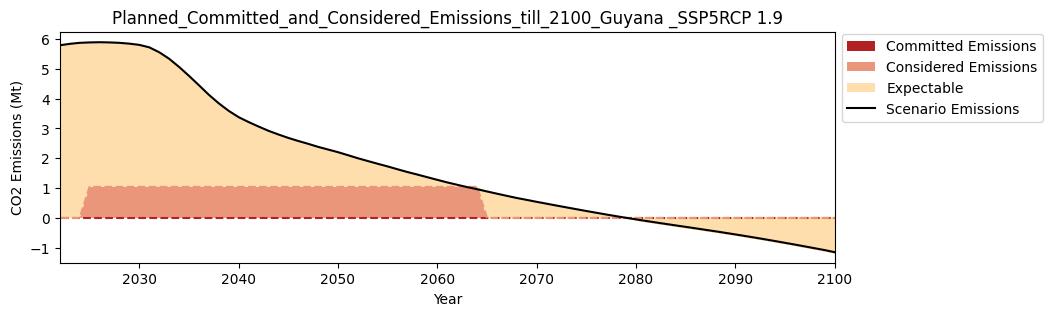 Planned_Committed_and_Considered_Emissions_till_2100_Guyana _SSP5RCP 1.9
CO2 Emissions (Mt)
6
5
4
3
2
1
0
−1
2030
2040
2050
2060
2070
2080
2090
2100
Year
Committed Emissions
Considered Emissions
Expectable
Scenario Emissions